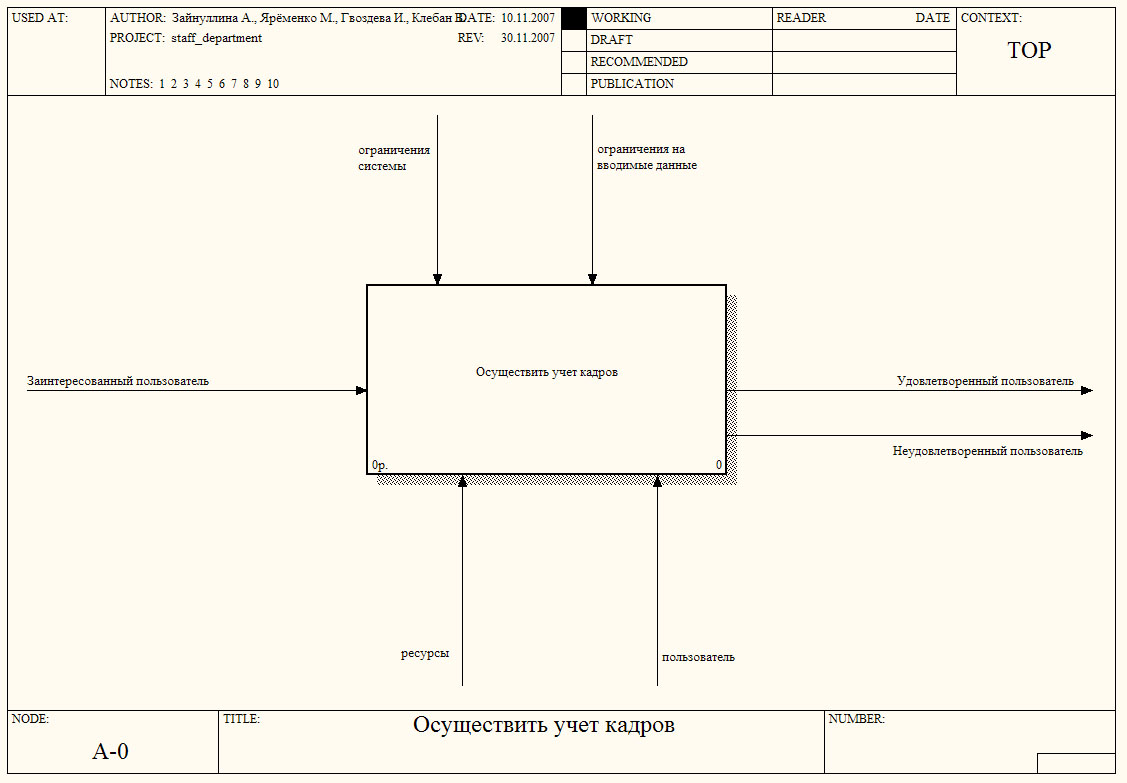 USED AT:
AUTHOR: Зайнуллина А., Ярёменко М., Гвоздева И., Клебан В.
DATE: 10.11.2007
PROJECT: staff_department
REV: 30.11.2007
NOTES: 1 2 3 4 5 6 7 8 9 10
WORKING
DRAFT
RECOMMENDED
PUBLICATION
READER DATE
CONTEXT:
TOP
ограничения
системы
ограничения на
вводимые данные
Осуществить учет кадров
0р. 0
Заинтересованный пользователь
Удовлетворенный пользователь
Неудовлетворенный пользователь
ресурсы
пользователь
NODE:
A-0
TITLE:
Осуществить учет кадров
NUMBER: